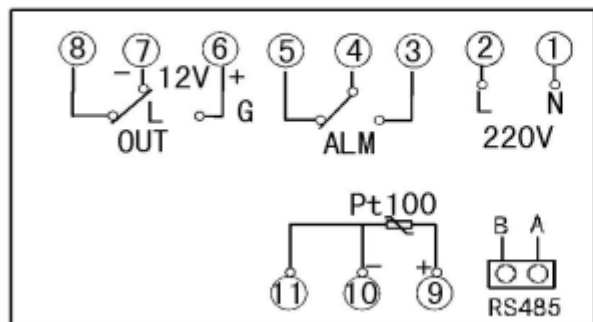 ⑧ ⑦ ⑥ ⑤ ④ ③ ② ①
- 12V +
L G L N
OUT ALM 220V
Pt100 B A
- +
⑪ ⑩ ⑨ RS485